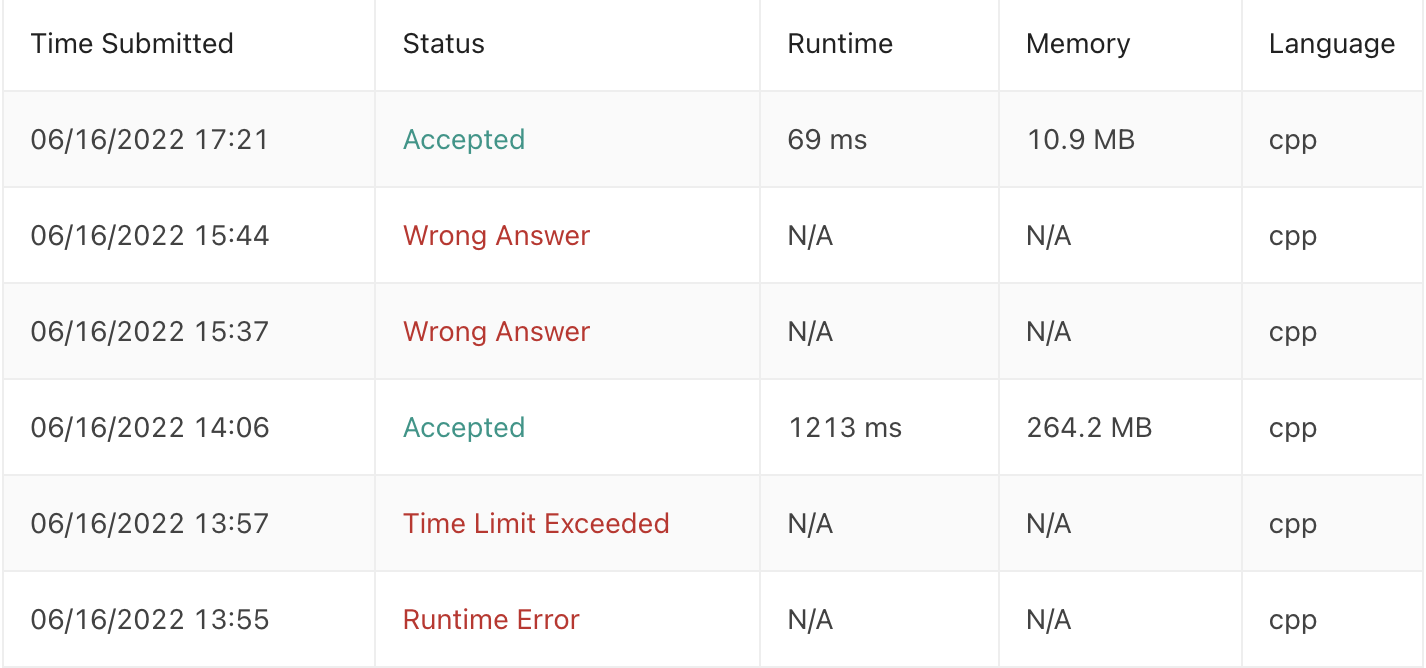 Time Submitted Status Runtime Memory Language
06/16/2022 17:21 Accepted 69 ms 10.9 MB cpp
06/16/2022 15:44 Wrong Answer N/A N/A cpp
06/16/2022 15:37 Wrong Answer N/A N/A cpp
06/16/2022 14:06 Accepted 1213 ms 264.2 MB cpp
06/16/2022 13:57 Time Limit Exceeded N/A N/A cpp
06/16/2022 13:55 Runtime Error N/A N/A cpp